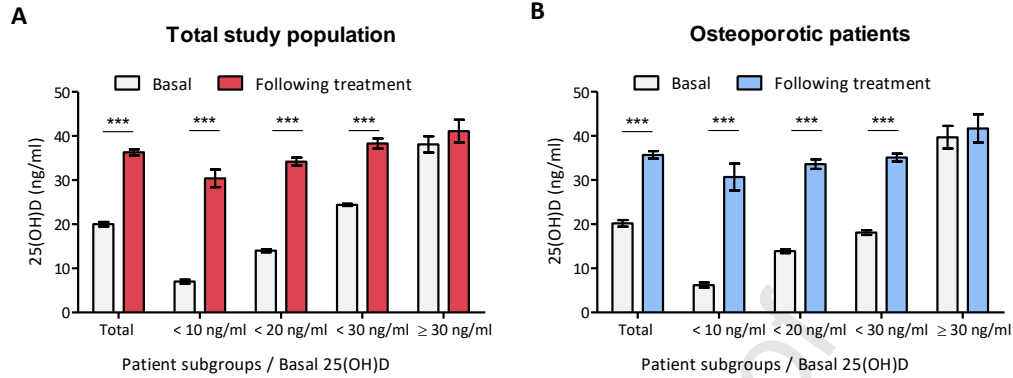 A
Total study population
Basal
Following treatment
25(OH)D (ng/ml)
50
40
30
20
10
0
***
***
***
***
Total
< 10 ng/ml
< 20 ng/ml
< 30 ng/ml
≥ 30 ng/ml
Patient subgroups / Basal 25(OH)D
B
Osteoporotic patients
Basal
Following treatment
25(OH)D (ng/ml)
50
40
30
20
10
0
***
***
***
***
Total
< 10 ng/ml
< 20 ng/ml
< 30 ng/ml
≥ 30 ng/ml
Patient subgroups / Basal 25(OH)D